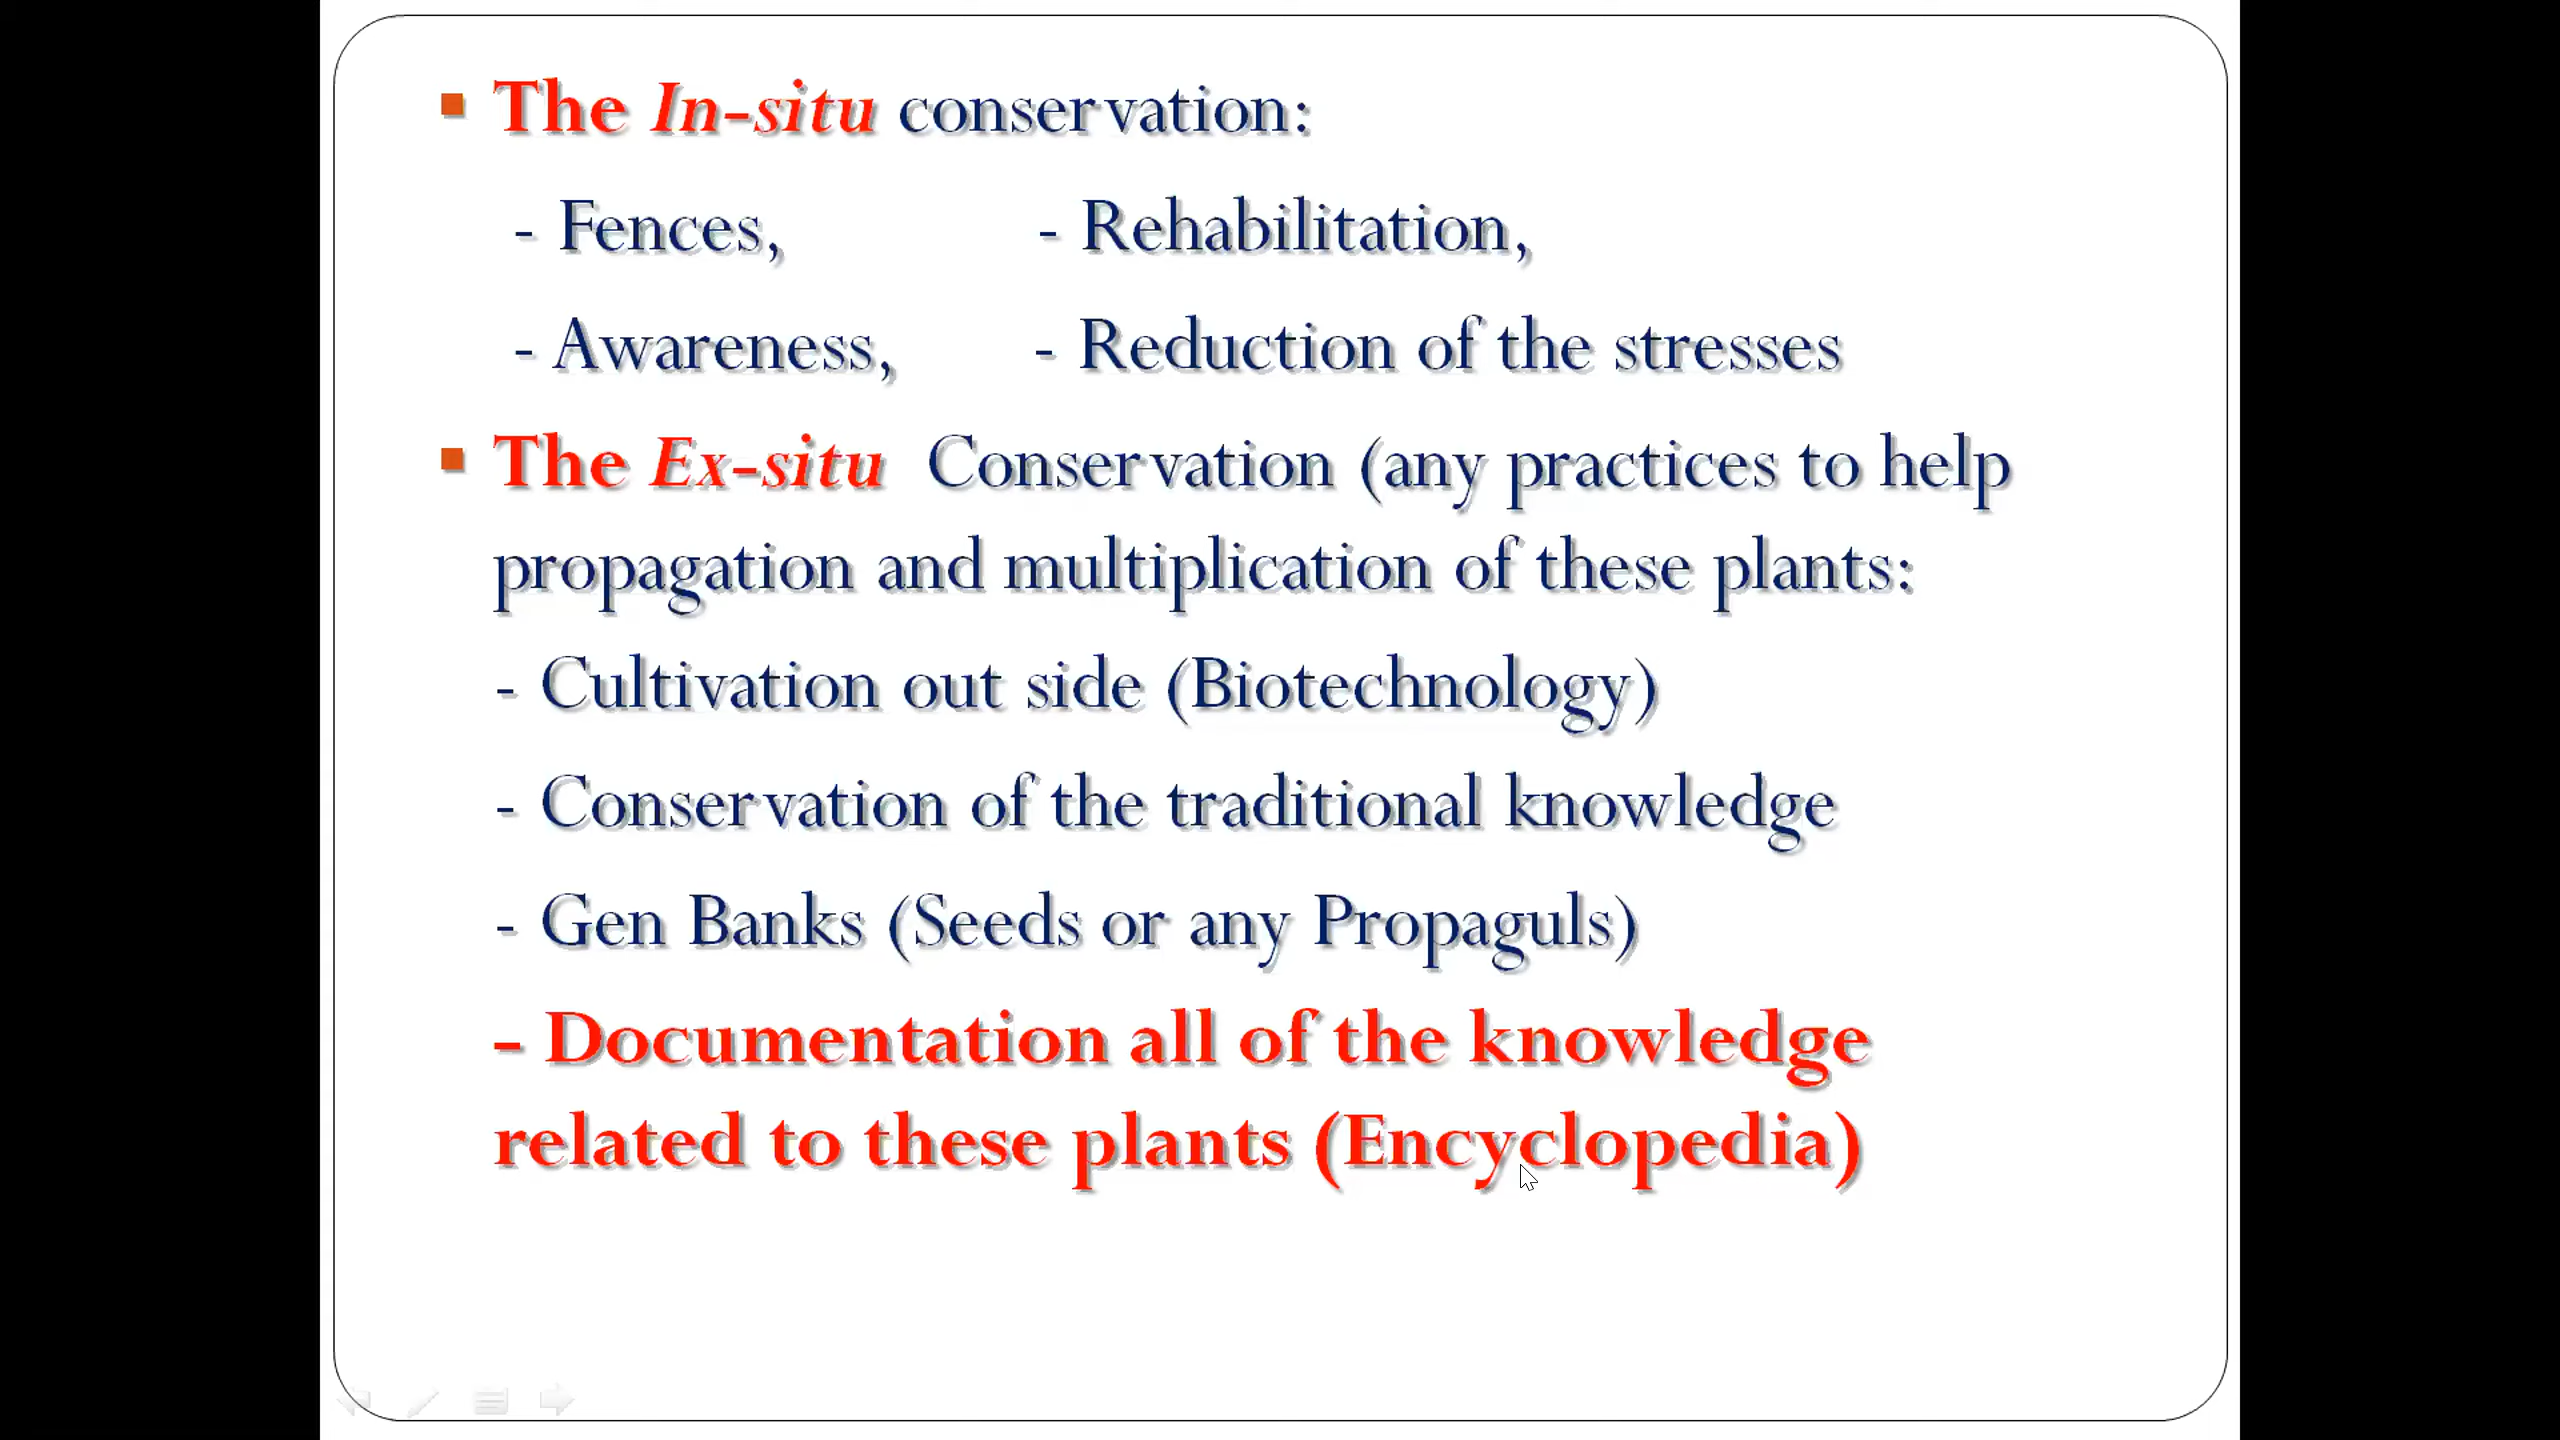 ▪ The In-situ conservation:
- Fences, - Rehabilitation,
- Awareness, - Reduction of the stresses
▪ The Ex-situ Conservation (any practices to help
propagation and multiplication of these plants:
- Cultivation out side (Biotechnology)
- Conservation of the traditional knowledge
- Gen Banks (Seeds or any Propaguls)
- Documentation all of the knowledge
related to these plants (Encyclopedia)